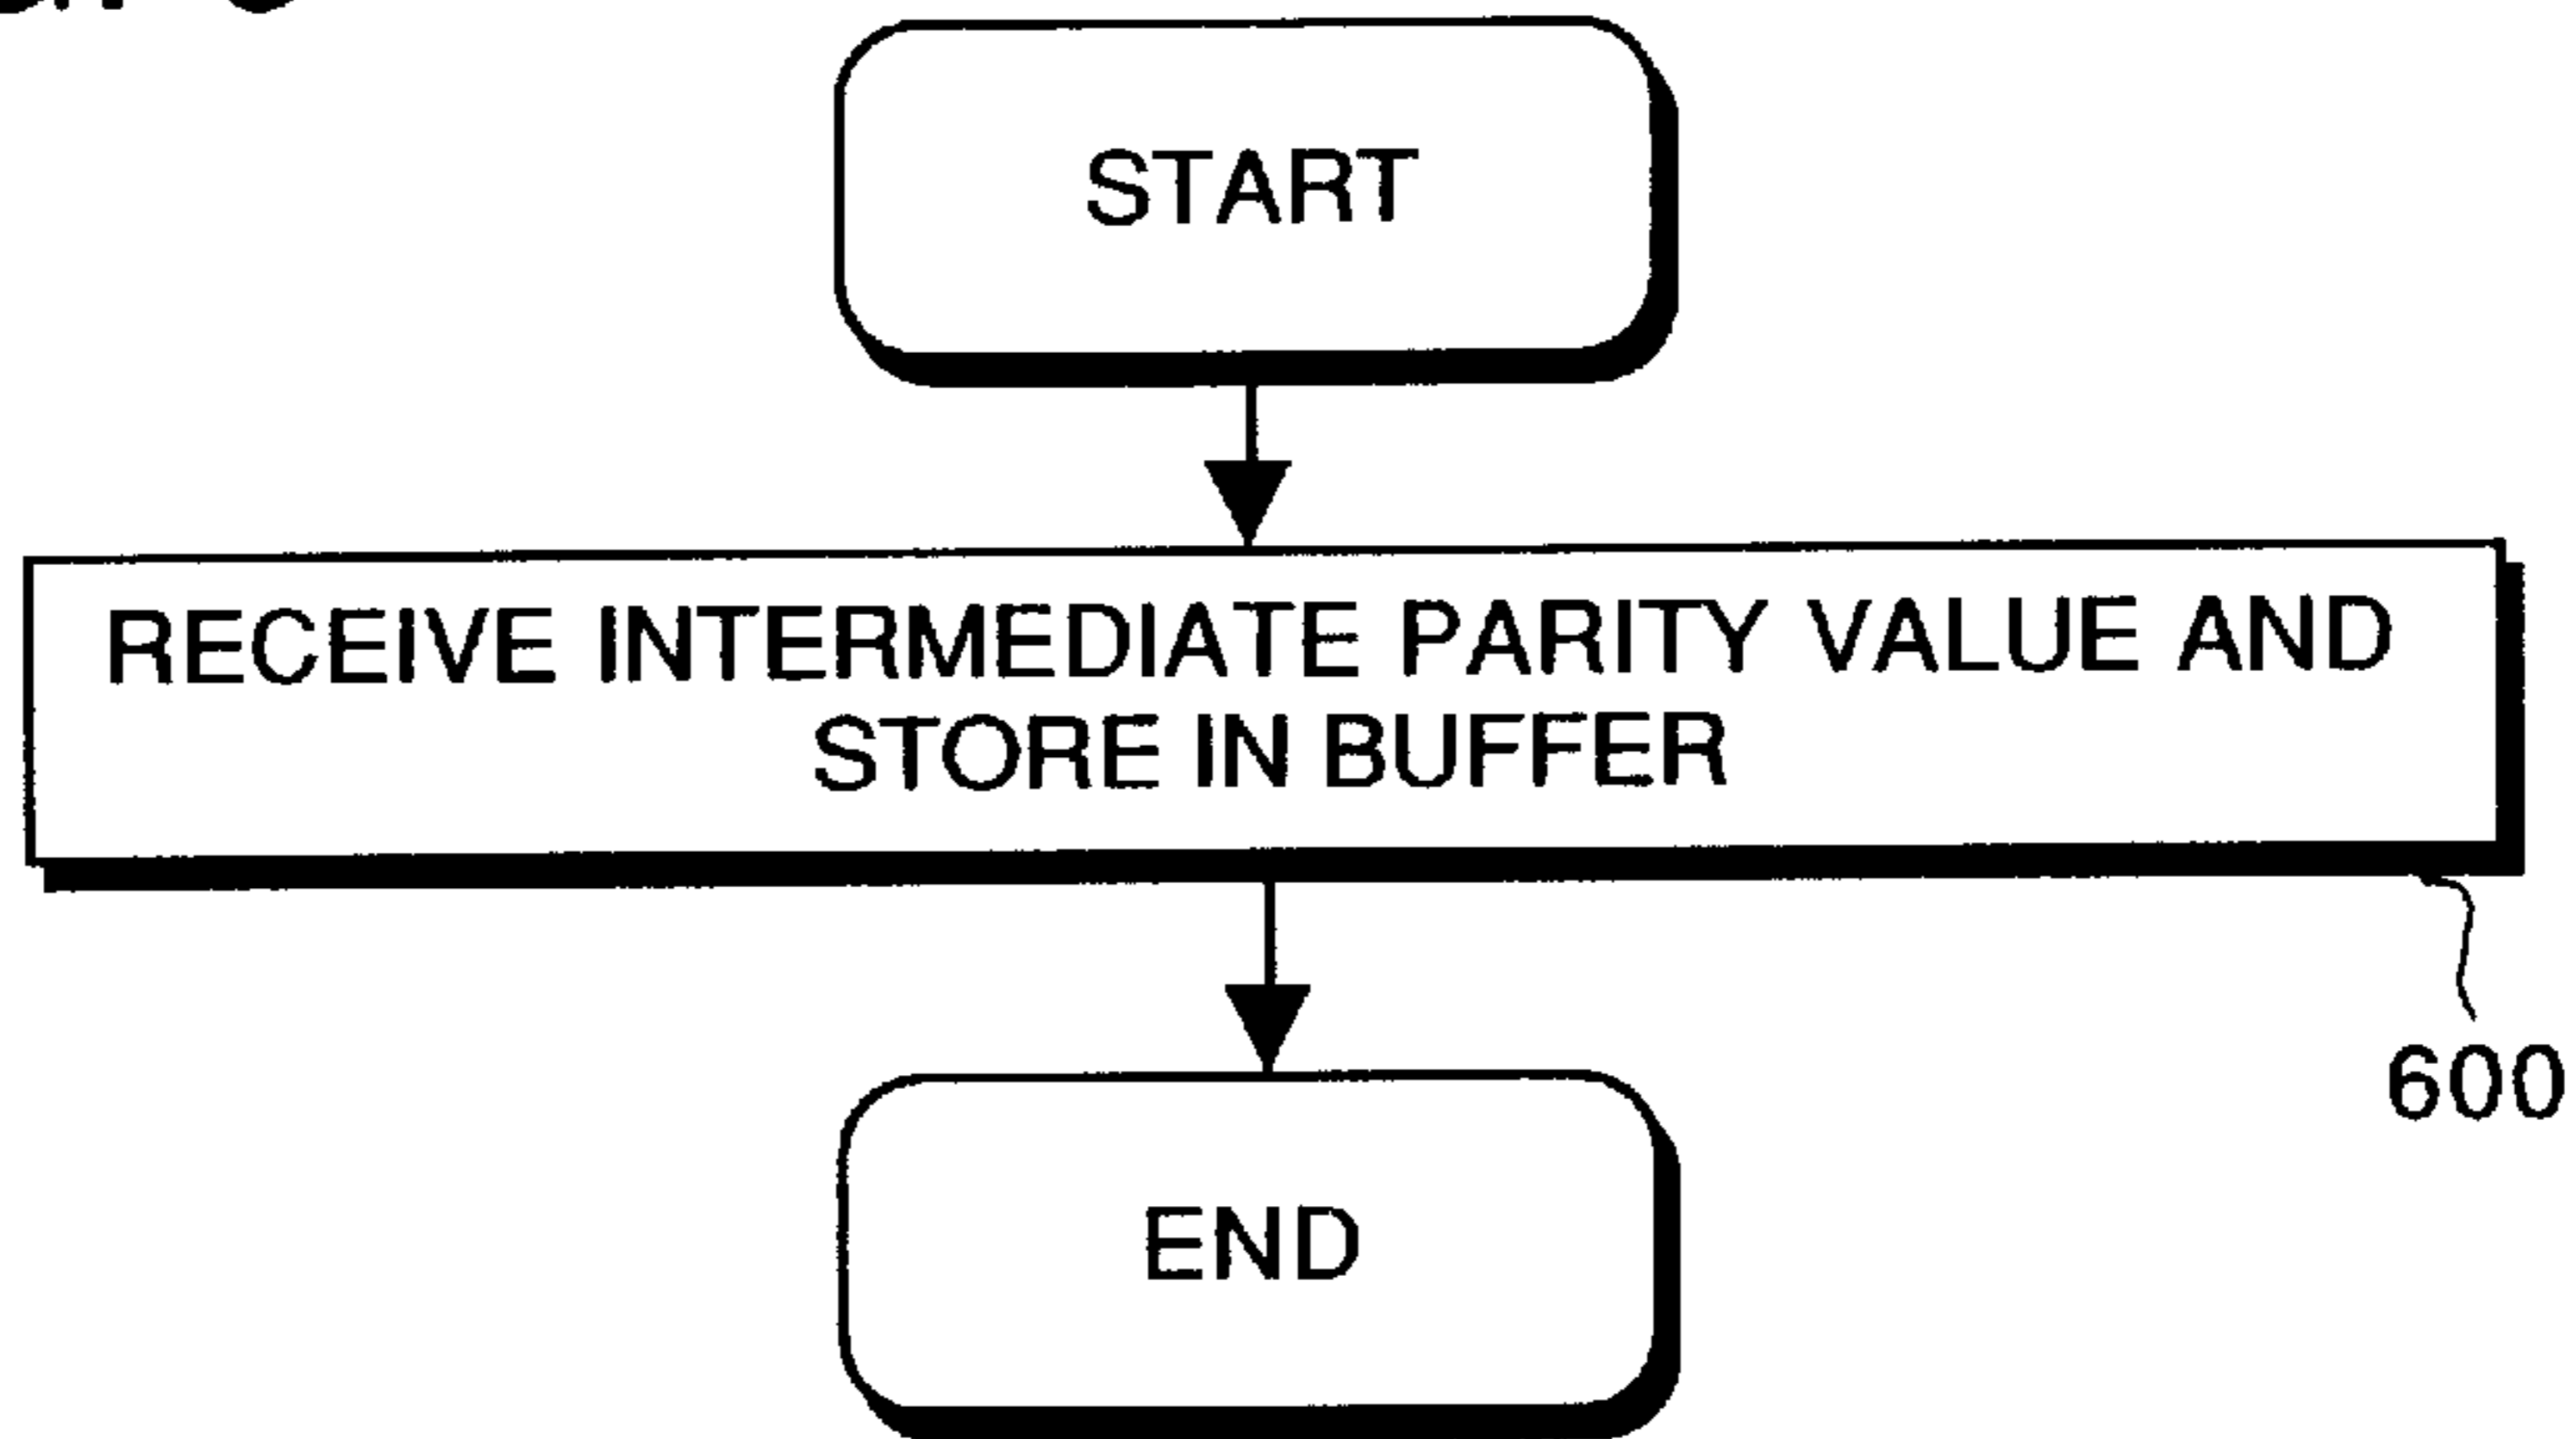 START
RECEIVE INTERMEDIATE PARITY VALUE AND
STORE IN BUFFER
600
END